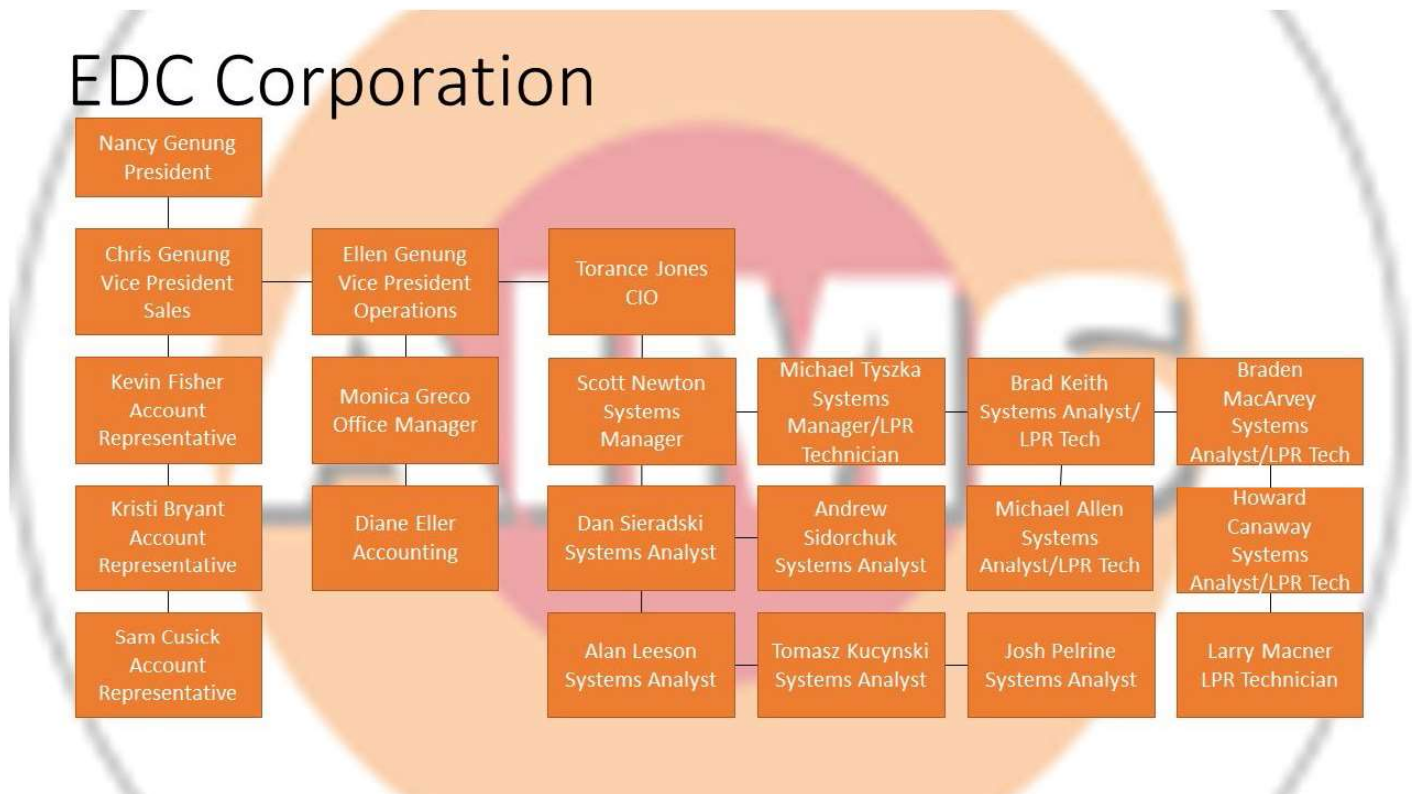 EDC Corporation
Nancy Genung
President
Chris Genung
Vice President
Sales
Ellen Genung
Vice President
Operations
Torance Jones
CIO
Kevin Fisher
Account
Representative
Monica Greco
Office Manager
Scott Newton
Systems
Manager
Michael Tyszka
Systems
Manager/LPR
Technician
Brad Keith
Systems Analyst/
LPR Tech
Braden
MacArvey
Systems
Analyst/LPR Tech
Kristi Bryant
Account
Representative
Diane Eller
Accounting
Dan Sieradski
Systems Analyst
Andrew
Sidorchuk
Systems Analyst
Michael Allen
Systems
Analyst/LPR Tech
Howard
Canaway
Systems
Analyst/LPR Tech
Sam Cusick
Account
Representative
Alan Leeson
Systems Analyst
Tomasz Kucynski
Systems Analyst
Josh Pelrine
Systems Analyst
Larry Macner
LPR Technician
AIMS